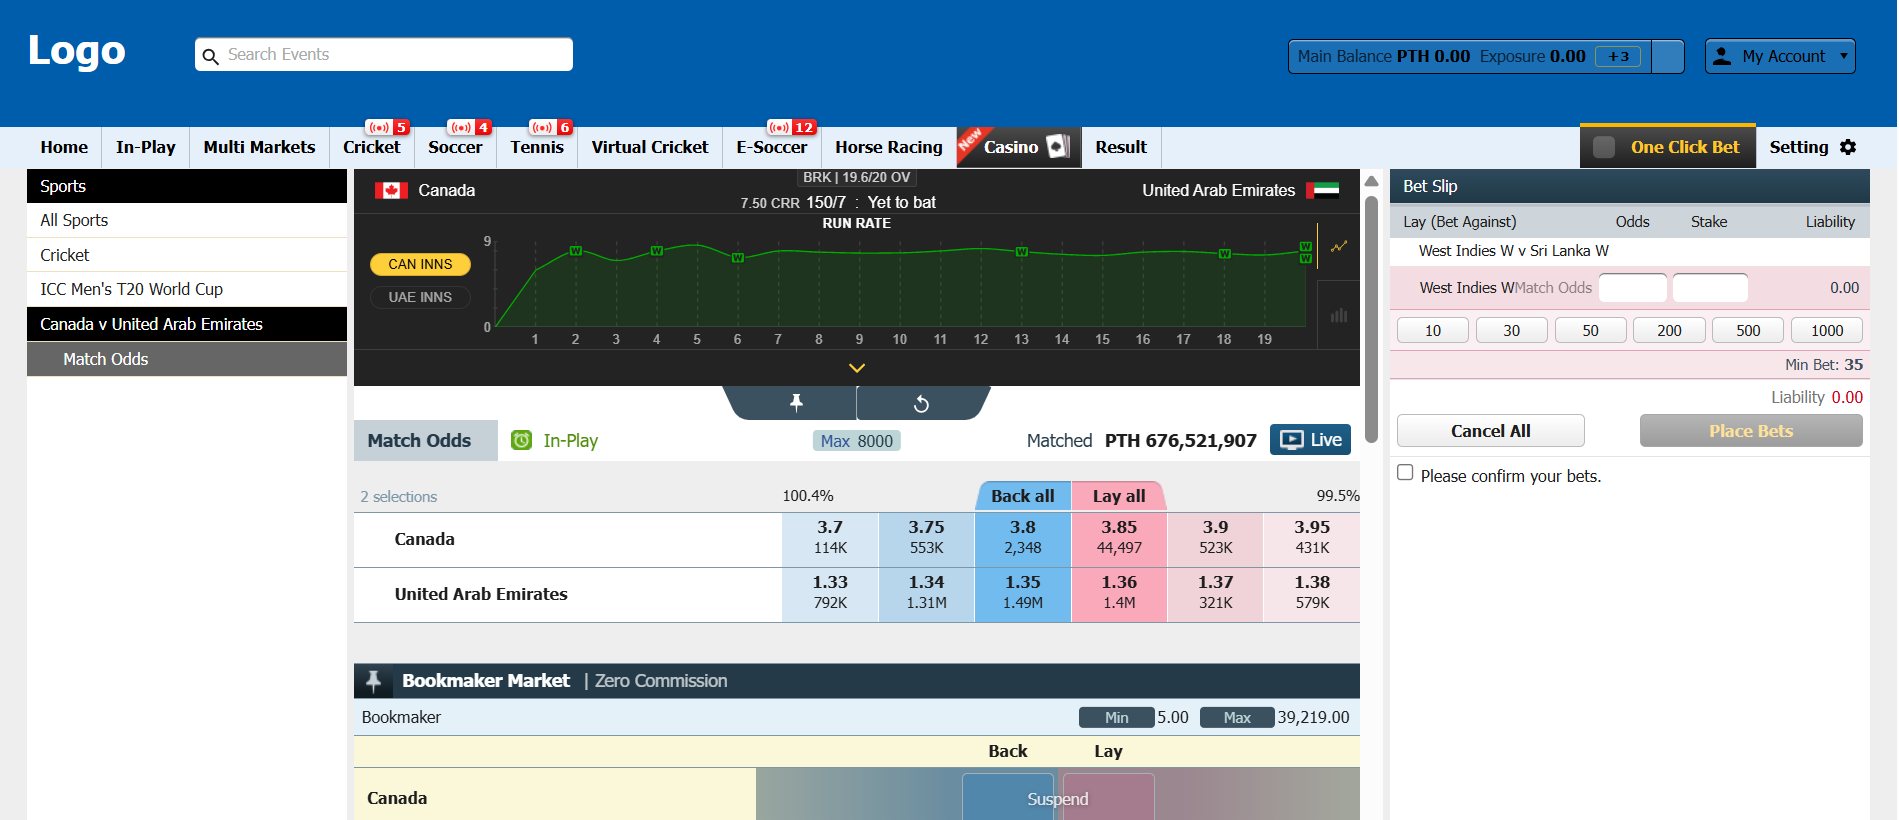 Logo
Search Events
Main Balance PTH 0.00 Exposure 0.00 +3
My Account
5 4 6 12
Home In-Play Multi Markets Cricket Soccer Tennis Virtual Cricket E-Soccer Horse Racing New Casino Result One Click Bet Setting
Sports
All Sports
Cricket
ICC Men's T20 World Cup
Canada v United Arab Emirates
Match Odds
BRK | 19.6/20 OV
Canada
United Arab Emirates
7.50 CRR 150/7 : Yet to bat
RUN RATE
9
CAN INNS
UAE INNS
W W W W W W W
0
1 2 3 4 5 6 7 8 9 10 11 12 13 14 15 16 17 18 19
Match Odds In-Play Max 8000 Matched PTH 676,521,907 Live
2 selections 100.4% Back all Lay all 99.5%
Canada
3.7 3.75 3.8 3.85 3.9 3.95
114K 553K 2,348 44,497 523K 431K
United Arab Emirates
1.33 1.34 1.35 1.36 1.37 1.38
792K 1.31M 1.49M 1.4M 321K 579K
Bookmaker Market | Zero Commission
Bookmaker Min 5.00 Max 39,219.00
Back Lay
Canada Suspend
Bet Slip
Lay (Bet Against) Odds Stake Liability
West Indies W v Sri Lanka W
West Indies WMatch Odds 0.00
10 30 50 200 500 1000
Min Bet: 35
Liability 0.00
Cancel All Place Bets
Please confirm your bets.